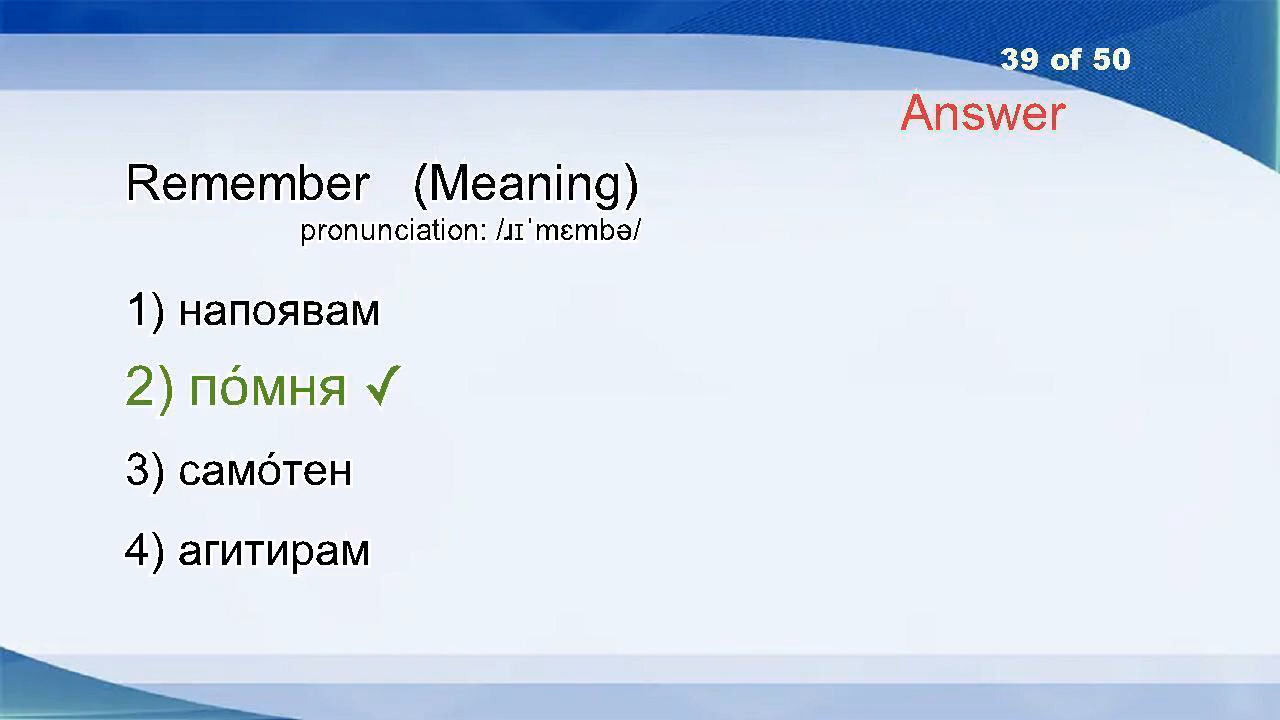 39 of 50
Answer
Remember (Meaning)
pronunciation: /ɹɪˈmɛmbə/
1) напоявам
2) по́мня ✓
3) само́тен
4) агитирам